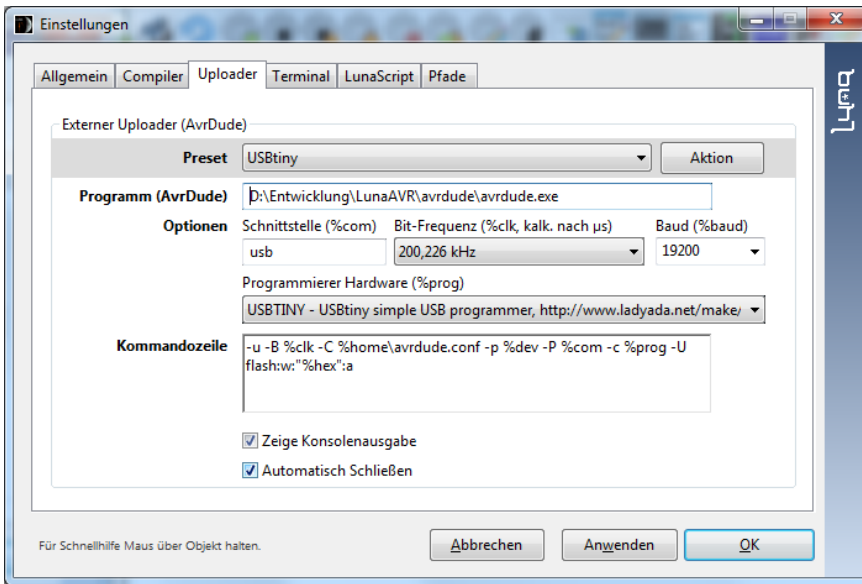 Einstellungen
Allgemein Compiler Uploader Terminal LunaScript Pfade
Externer Uploader (AvrDude)
Preset USBtiny Aktion
Programm (AvrDude) D:\Entwicklung\LunaAVR\avrdude\avrdude.exe
Optionen Schnittstelle (%com) Bit-Frequenz (%clk, kalk. nach µs) Baud (%baud)
usb 200,226 kHz 19200
Programmierer Hardware (%prog)
USBTINY - USBtiny simple USB programmer, http://www.ladyada.net/make/
Kommandozeile -u -B %clk -C %home\avrdude.conf -p %dev -P %com -c %prog -U
flash:w:"%hex":a
Zeige Konsolenausgabe
Automatisch Schließen
Für Schnellhilfe Maus über Objekt halten. Abbrechen Anwenden OK